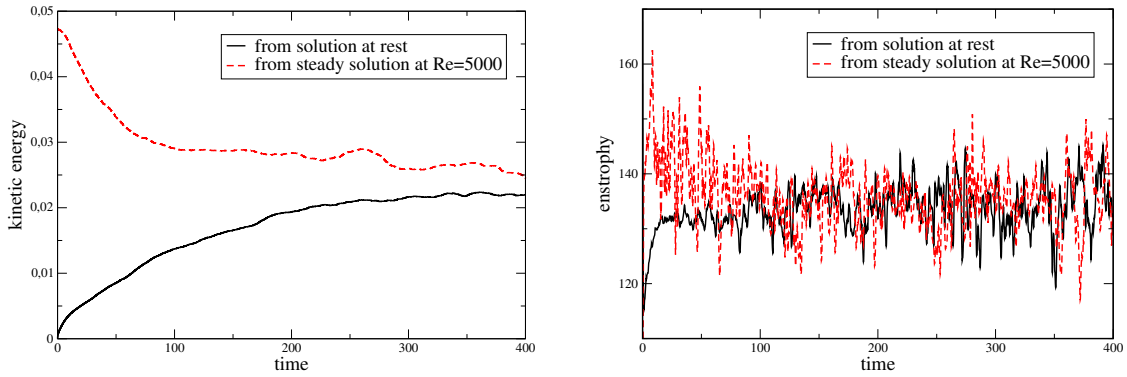 0,05
0,04
0,03
0,02
0,01
0
0
100
200
300
400
kinetic energy
time
from solution at rest
from steady solution at Re=5000
160
140
120
0
100
200
300
400
enstrophy
time
from solution at rest
from steady solution at Re=5000